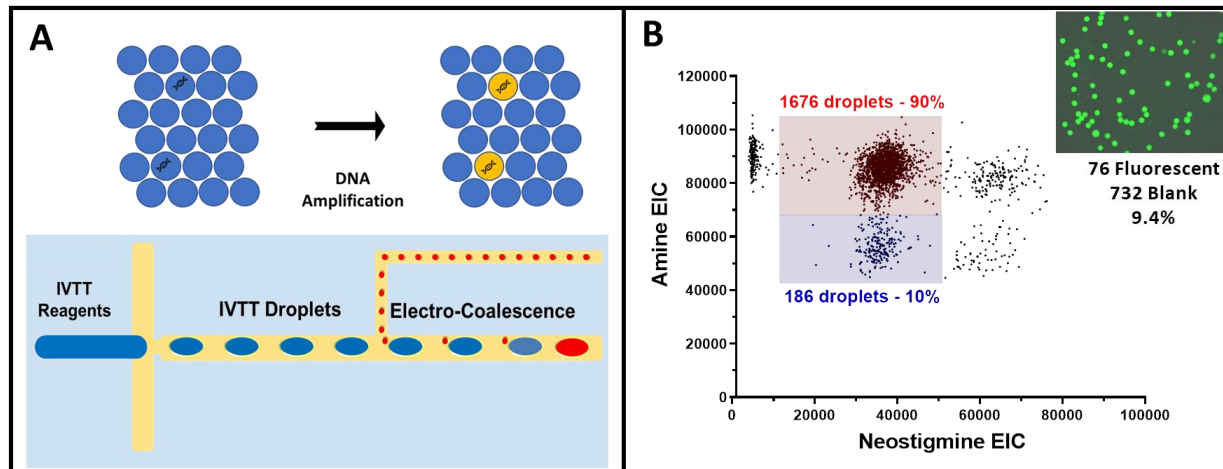 A
DNA
Amplification
IVTT
Reagents
IVTT Droplets
Electro-Coalescence
B
120000
100000
80000
60000
40000
20000
0
Amine EIC
1676 droplets - 90%
186 droplets - 10%
0
20000
40000
60000
80000
100000
Neostigmine EIC
76 Fluorescent
732 Blank
9.4%